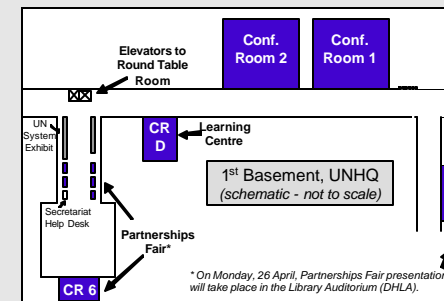 Elevators to
Round Table
Room
Conf.
Room 2
Conf.
Room 1
UN
System
Exhibit
CR
D
Learning
Centre
1st Basement, UNHQ
(schematic - not to scale)
Secretariat
Help Desk
Partnerships
Fair*
CR 6
* On Monday, 26 April, Partnerships Fair presentation
will take place in the Library Auditorium (DHLA).